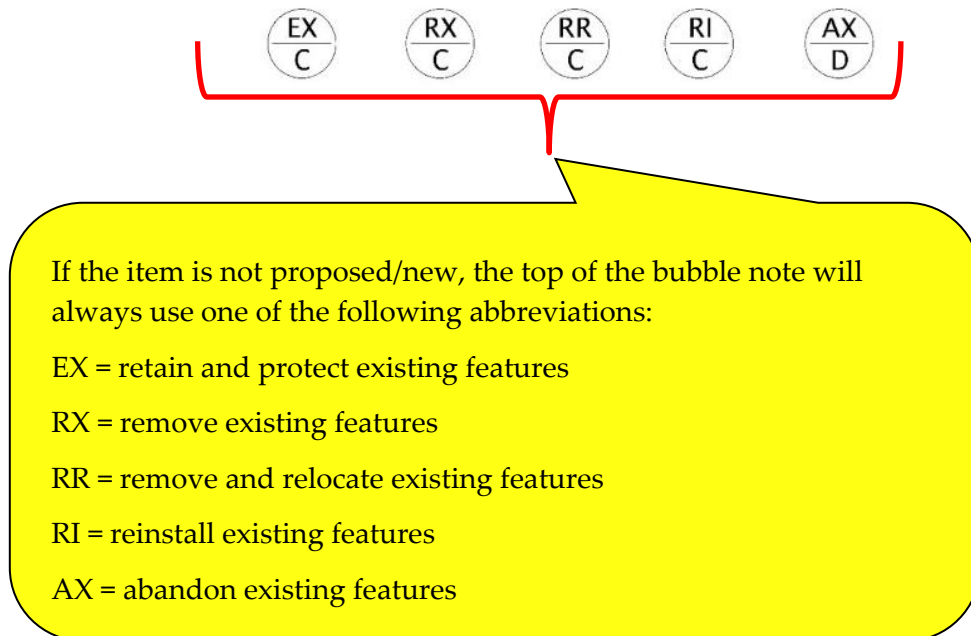 EX RX RR RI AX
C C C C D
If the item is not proposed/new, the top of the bubble note will
always use one of the following abbreviations:
EX = retain and protect existing features
RX = remove existing features
RR = remove and relocate existing features
RI = reinstall existing features
AX = abandon existing features